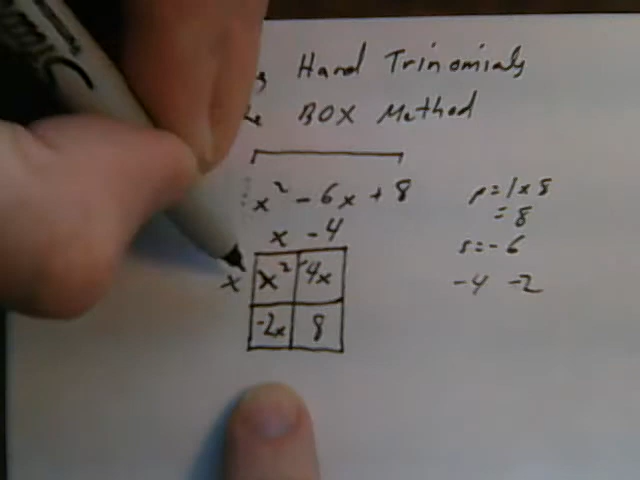 Hard Trinomials
BOX Method
x² - 6x + 8
x -4
x x² -4x
-2x 8
p = 1 x 8
= 8
s = -6
-4 -2